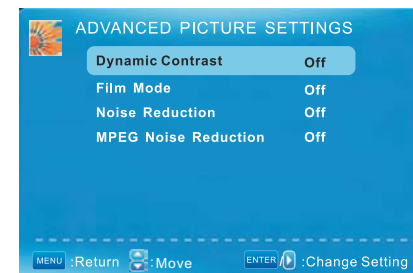 ADVANCED PICTURE SETTINGS
Dynamic Contrast Off
Film Mode Off
Noise Reduction Off
MPEG Noise Reduction Off
MENU :Return :Move ENTER/ :Change Setting